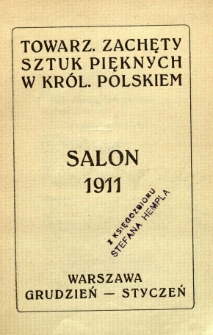 TOWARZ. ZACHĘTY
SZTUK PIĘKNYCH
W KRÓL. POLSKIEM
SALON
1911
Z KSIĘGOZBIORU
STEFANA HEMPLA
WARSZAWA
GRUDZIEŃ — STYCZEŃ